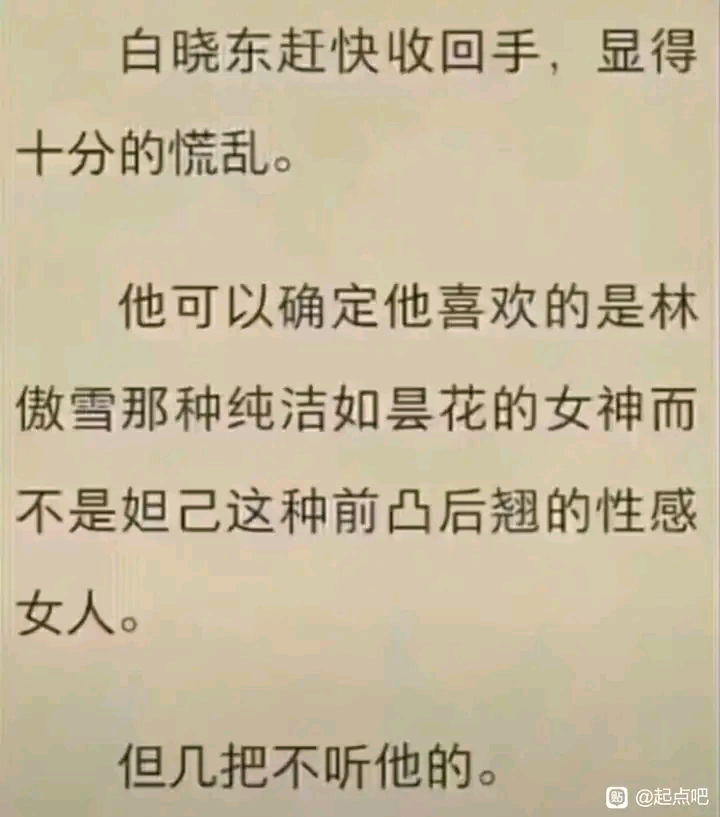 白晓东赶快收回手，显得
十分的慌乱。
他可以确定他喜欢的是林
傲雪那种纯洁如昙花的女神而
不是妲己这种前凸后翘的性感
女人。
但几把不听他的。
贴 @起点吧